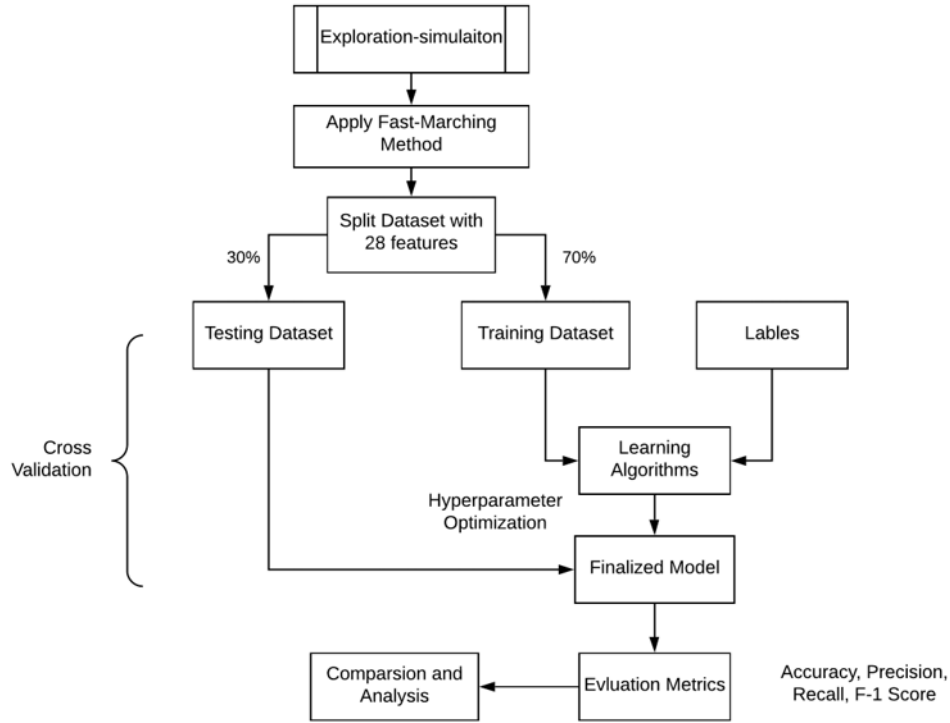 Exploration-simulaiton
Apply Fast-Marching
Method
Split Dataset with
28 features
30%
70%
Testing Dataset
Training Dataset
Lables
Cross
Validation
Learning
Algorithms
Hyperparameter
Optimization
Finalized Model
Comparsion and
Analysis
Evluation Metrics
Accuracy, Precision,
Recall, F-1 Score